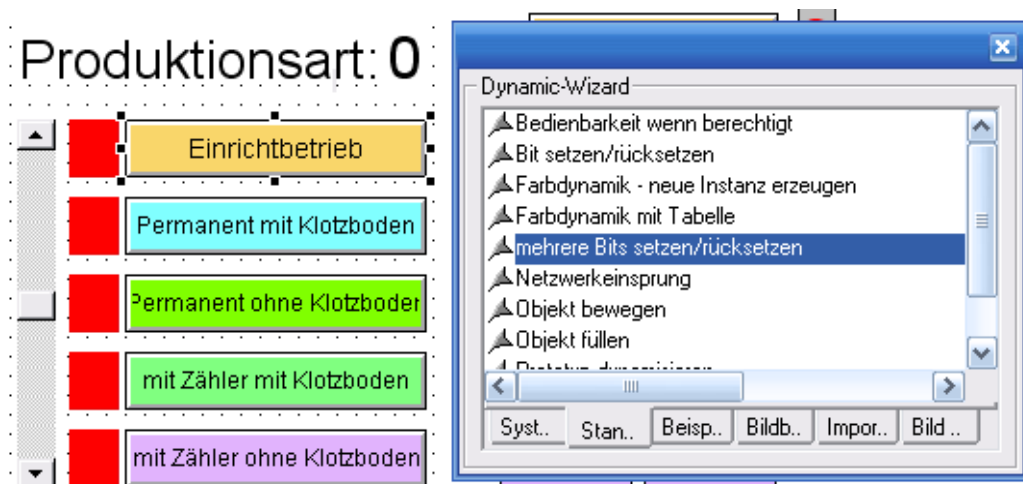 Produktionsart: 0
Einrichtbetrieb
Permanent mit Klotzboden
Permanent ohne Klotzboden
mit Zähler mit Klotzboden
mit Zähler ohne Klotzboden
Dynamic-Wizard
Bedienbarkeit wenn berechtigt
Bit setzen/rücksetzen
Farbdynamik - neue Instanz erzeugen
Farbdynamik mit Tabelle
mehrere Bits setzen/rücksetzen
Netzwerkeinsprung
Objekt bewegen
Objekt füllen
Syst.. Stan.. Beisp.. Bildb.. Impor.. Bild ..